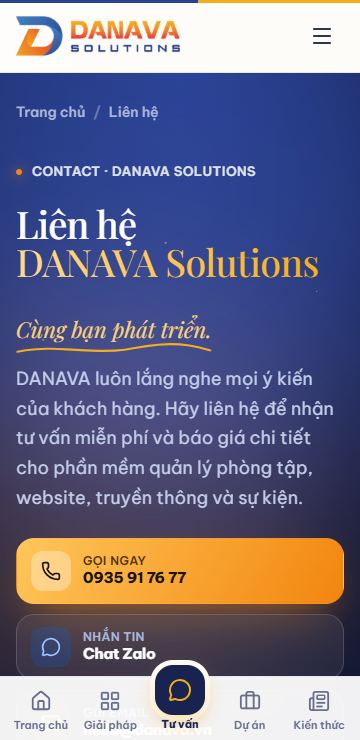 DANAVA
SOLUTIONS
Trang chủ / Liên hệ
CONTACT · DANAVA SOLUTIONS
Liên hệ
DANAVA Solutions
Cùng bạn phát triển.
DANAVA luôn lắng nghe mọi ý kiến
của khách hàng. Hãy liên hệ để nhận
tư vấn miễn phí và báo giá chi tiết
cho phần mềm quản lý phòng tập,
website, truyền thông và sự kiện.
GỌI NGAY
0935 91 76 77
NHẮN TIN
Chat Zalo
Trang chủ
Giải pháp
Tư vấn
Dự án
Kiến thức